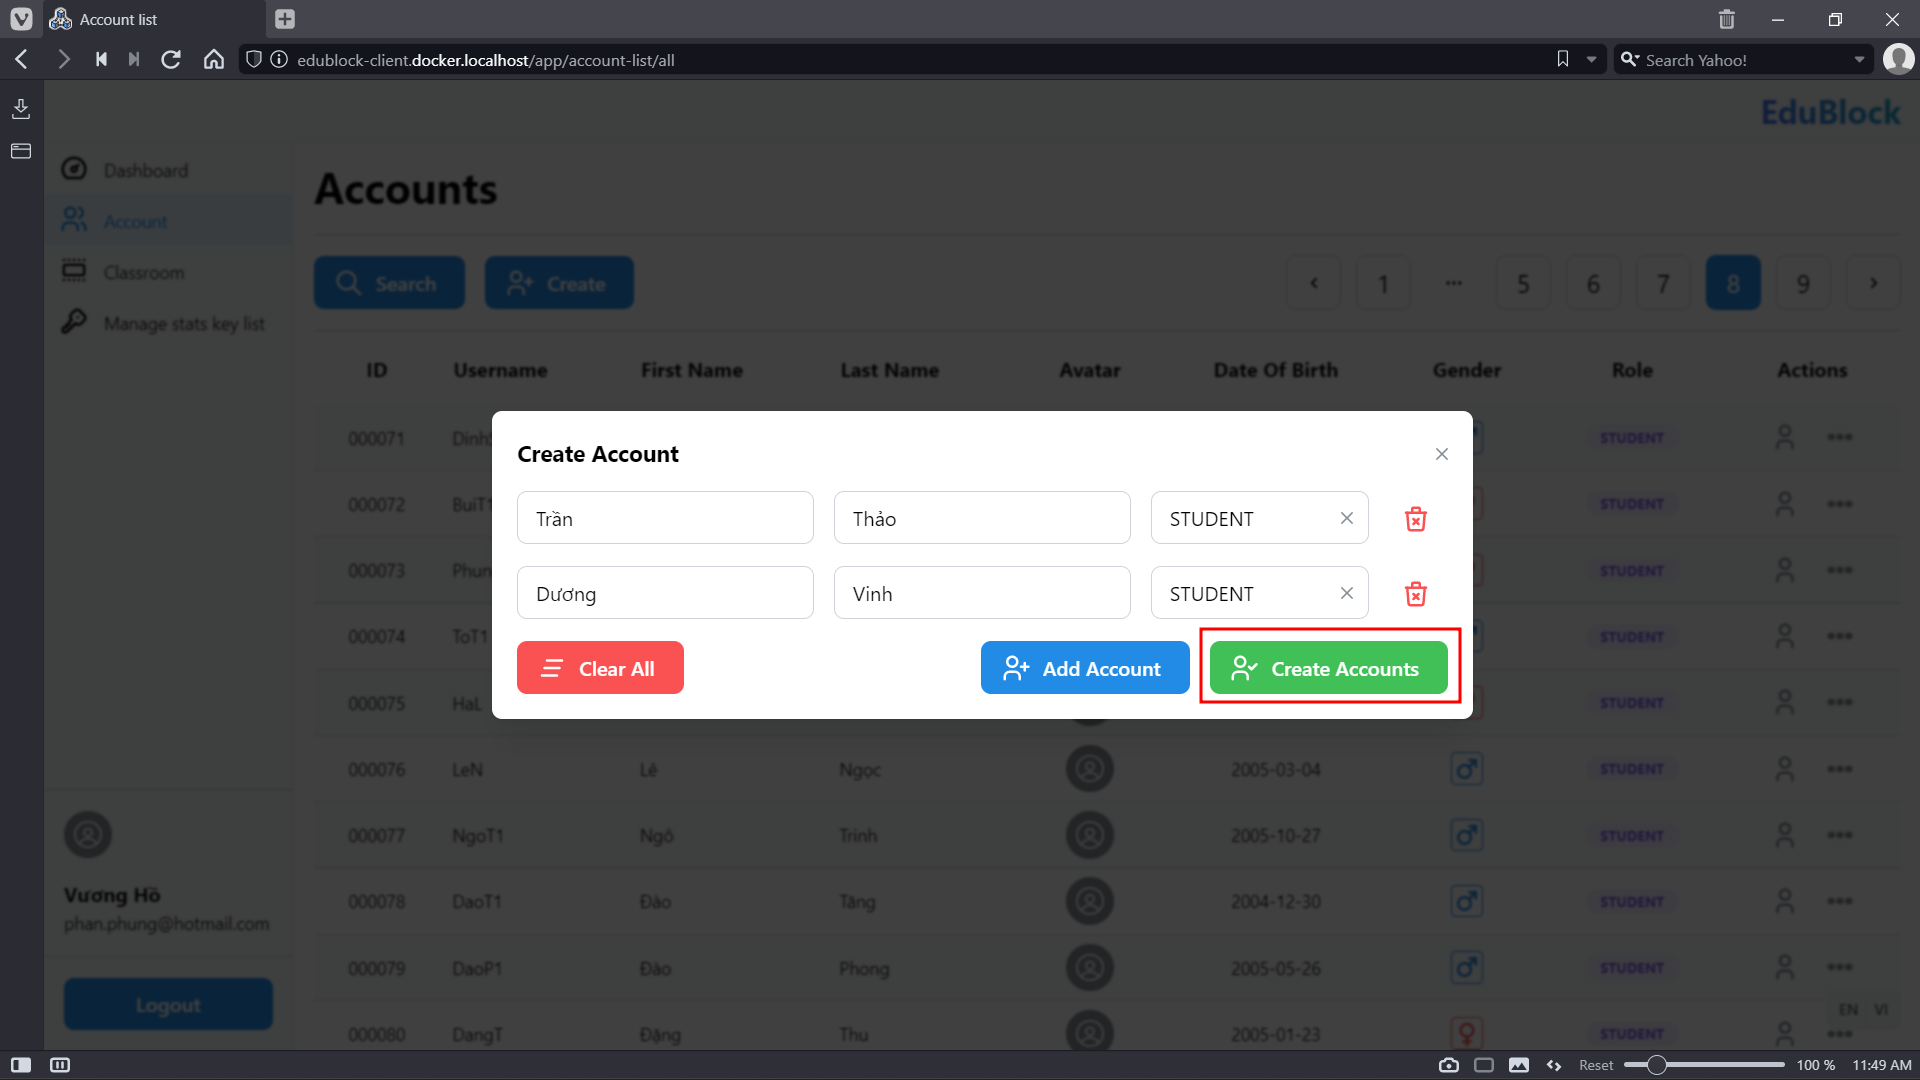 Account list
edublock-client.docker.localhost/app/account-list/all
Search Yahoo!
EduBlock
Dashboard
Account
Classroom
Manage stats key list
Accounts
Search
Create
1
•••
5
6
7
8
9
ID Username First Name Last Name Avatar Date Of Birth Gender Role Actions
000071 STUDENT
000072 STUDENT
000073 STUDENT
000074 ToT1 STUDENT
000075 HaL STUDENT
000076 LeN Lê Ngọc 2005-03-04 STUDENT
000077 NgoT1 Ngô Trinh 2005-10-27 STUDENT
000078 DaoT1 Đào Tăng 2004-12-30 STUDENT
000079 DaoP1 Đào Phong 2005-05-26 STUDENT
000080 DangT Đặng Thu 2005-01-23 STUDENT
Create Account
Trần Thảo STUDENT
Dương Vinh STUDENT
Clear All
Add Account
Create Accounts
Vương Hồ
phan.phung@hotmail.com
Logout
EN VI
Reset
100 %
11:49 AM